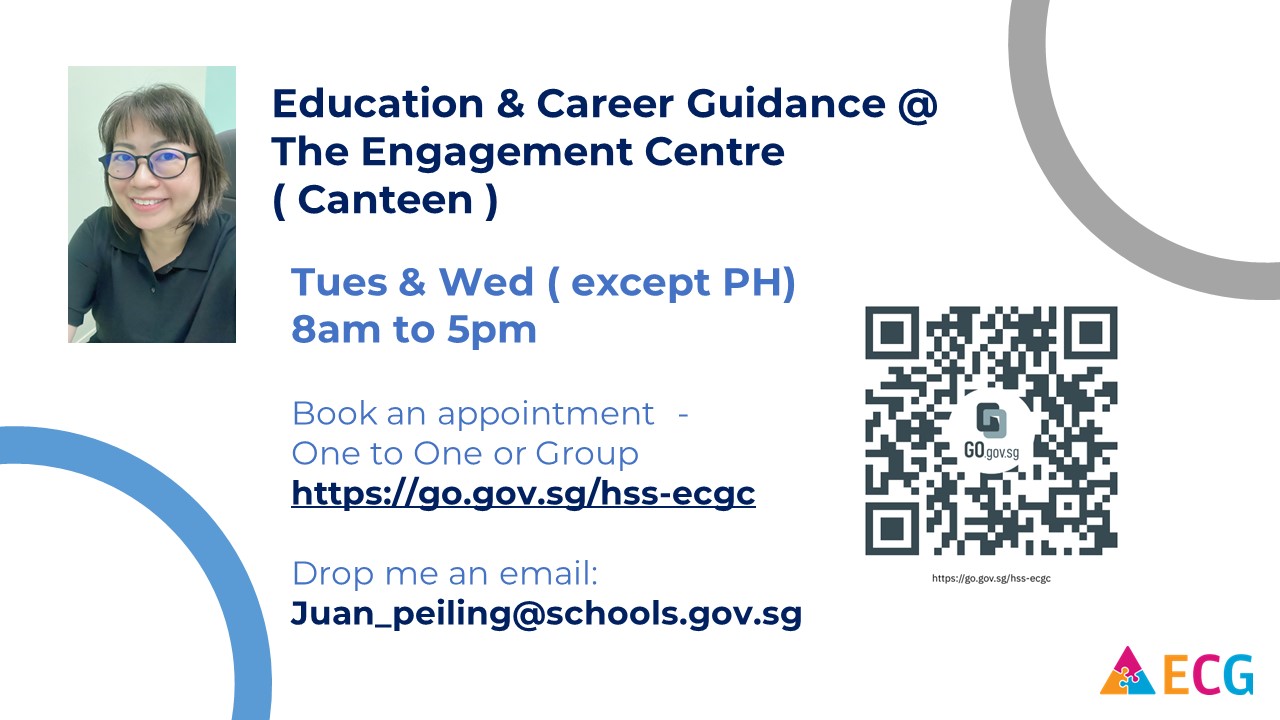 Education & Career Guidance @
The Engagement Centre
( Canteen )
Tues & Wed ( except PH)
8am to 5pm
Book an appointment  -
One to One or Group
https://go.gov.sg/hss-ecgc
GO.gov.sg
https://go.gov.sg/hss-ecgc
Drop me an email:
Juan_peiling@schools.gov.sg
ECG